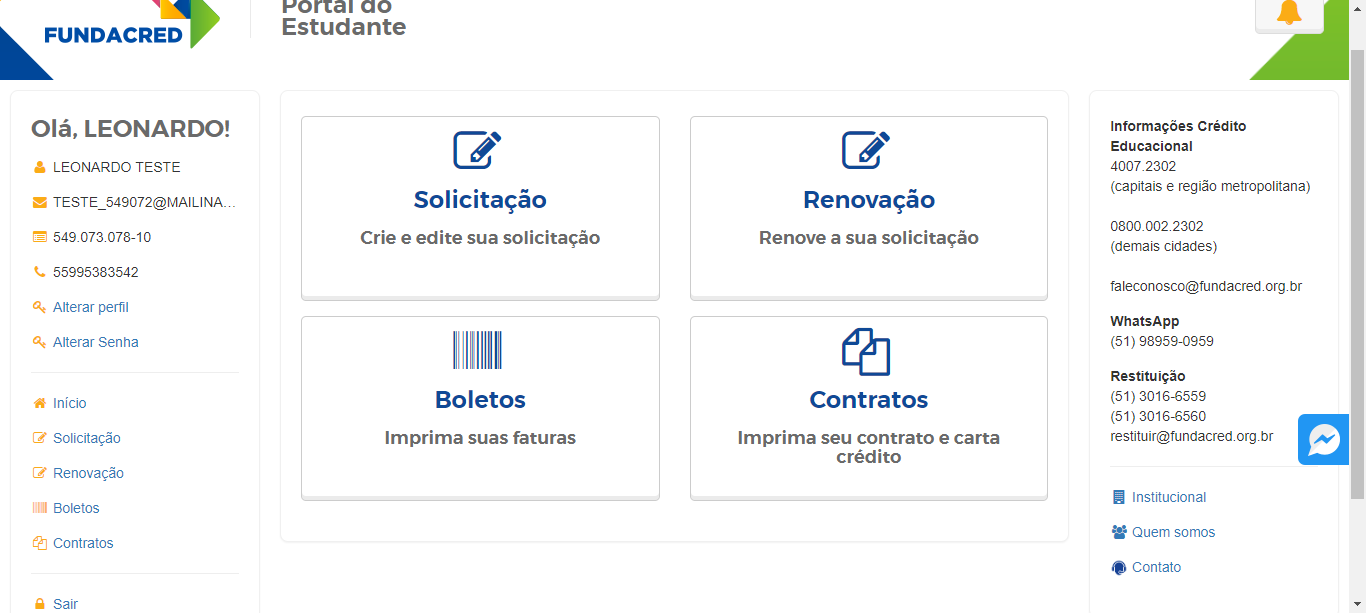 FUNDACRED
Portal do
Estudante
Olá, LEONARDO!
LEONARDO TESTE
TESTE_549072@MAILINA...
549.073.078-10
55995383542
Alterar perfil
Alterar Senha
Início
Solicitação
Renovação
Boletos
Contratos
Sair
Solicitação
Crie e edite sua solicitação
Renovação
Renove a sua solicitação
Boletos
Imprima suas faturas
Contratos
Imprima seu contrato e carta
crédito
Informações Crédito
Educacional
4007.2302
(capitais e região metropolitana)
0800.002.2302
(demais cidades)
faleconosco@fundacred.org.br
WhatsApp
(51) 98959-0959
Restituição
(51) 3016-6559
(51) 3016-6560
restituir@fundacred.org.br
Institucional
Quem somos
Contato